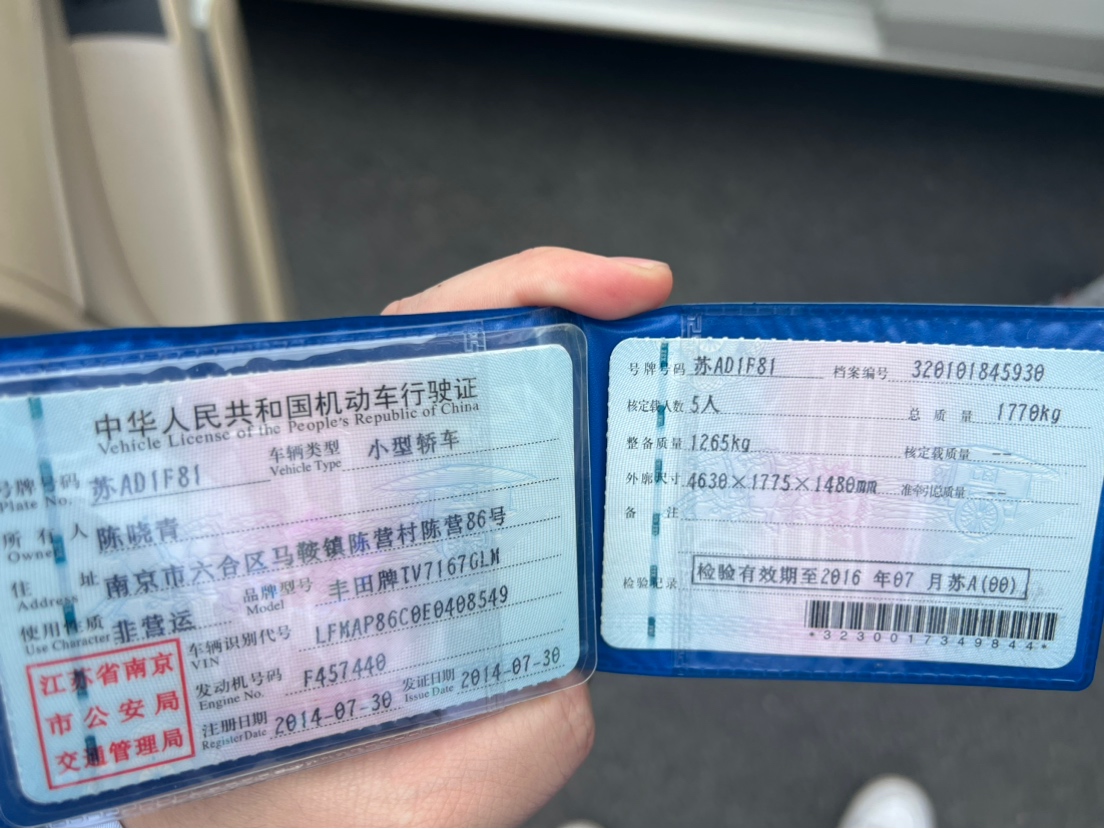 中华人民共和国机动车行驶证
Vehicle License of the People's Republic of China
号牌号码 苏AD1F81 车辆类型 小型轿车
Plate No. Vehicle Type
所有人 陈晓青
Owner
住址 南京市六合区马鞍镇陈营村陈营86号
Address
使用性质 非营运 品牌型号 丰田牌TV7167GLM
Use Character Model
车辆识别代号 LFMAP86C0E0408549
VIN
发动机号码 F457440
Engine No.
注册日期 2014-07-30 发证日期 2014-07-30
Register Date Issue Date
江苏省南京
市公安局
交通管理局
号牌号码 苏AD1F81 档案编号 320101845930
核定载人数 5人 总质量 1770kg
整备质量 1265kg 核定载质量 --
外廓尺寸 4630×1775×1480mm 准牵引总质量 --
备注
检验记录 检验有效期至2016 年07 月苏A(00)
*3230017349844*